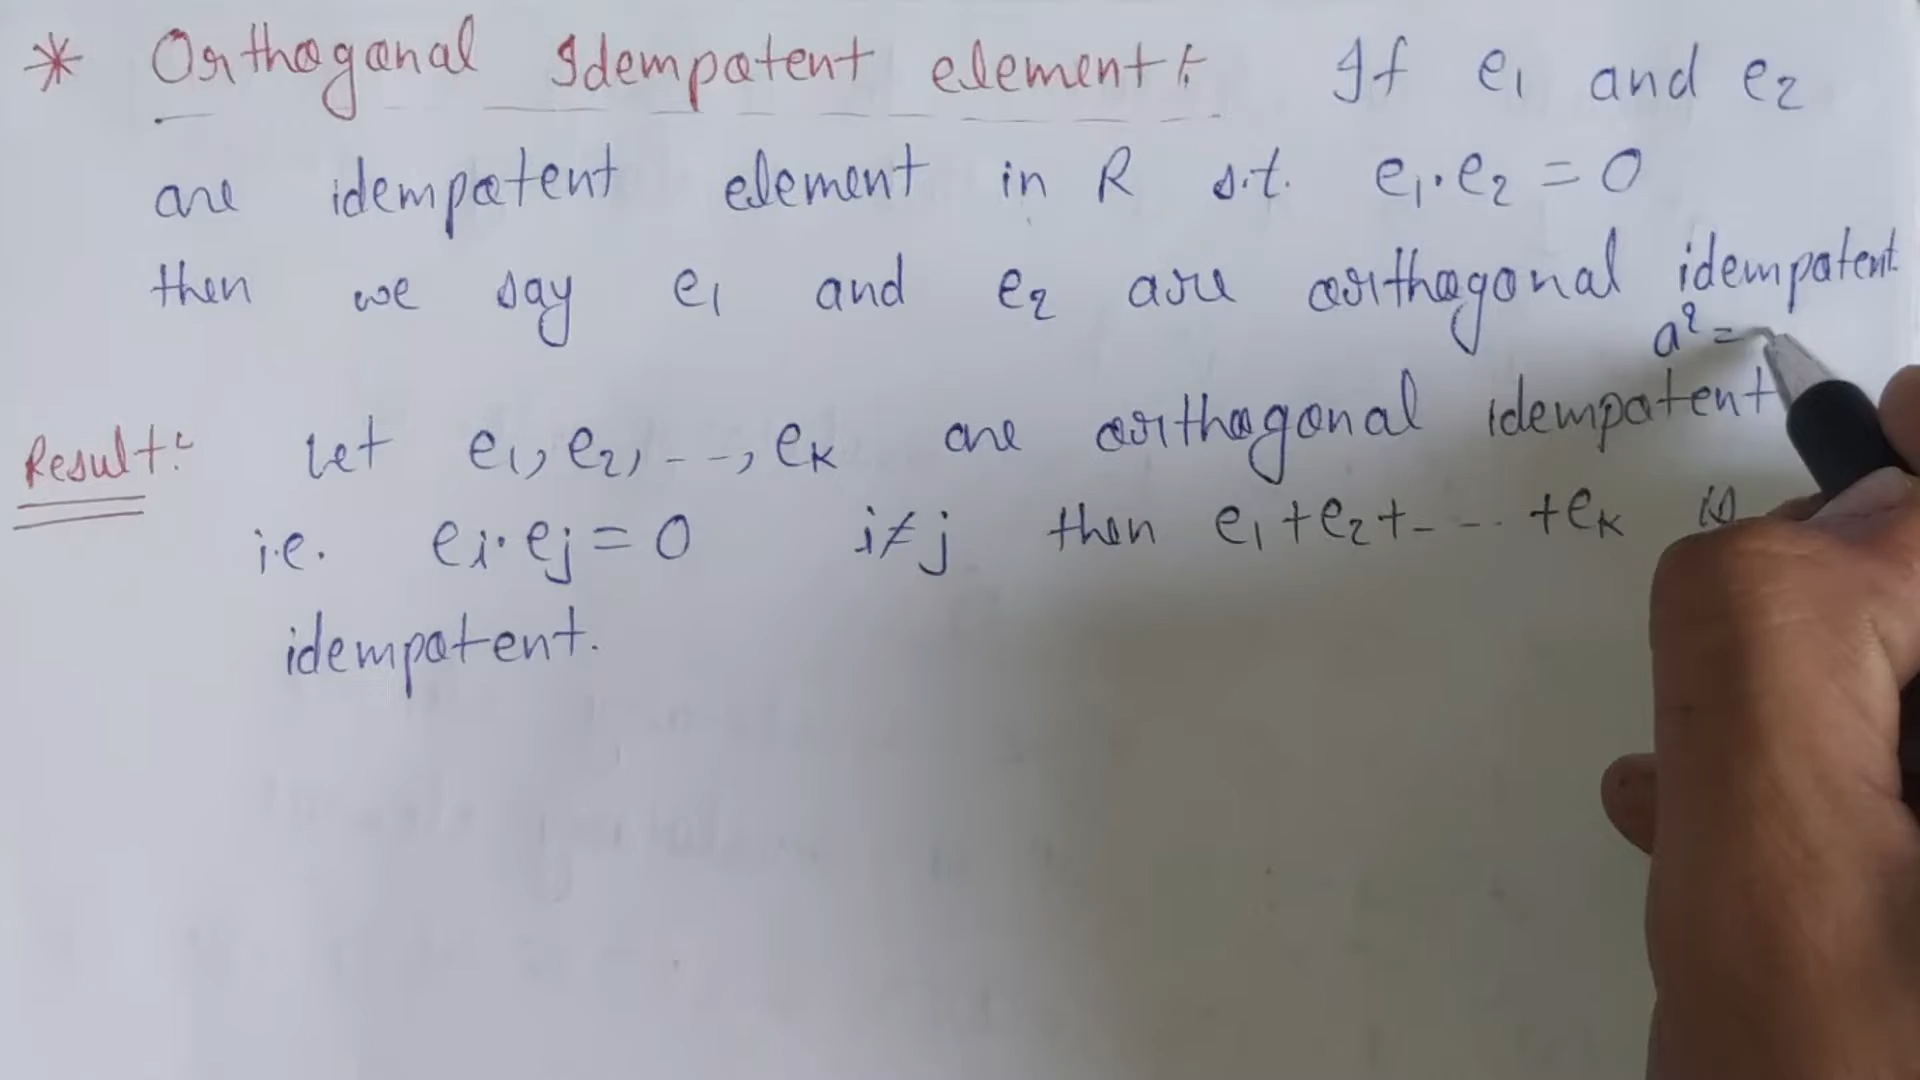 * Orthogonal Idempotent element:- If e₁ and e₂
are idempotent element in R s.t. e₁·e₂ = 0
then we say e₁ and e₂ are orthogonal idempotent.
a² =
Result:- Let e₁, e₂, - - -, eₖ are orthogonal idempotent
i.e. eᵢ·eⱼ = 0 i≠j then e₁+e₂+- - - +eₖ is
idempotent.